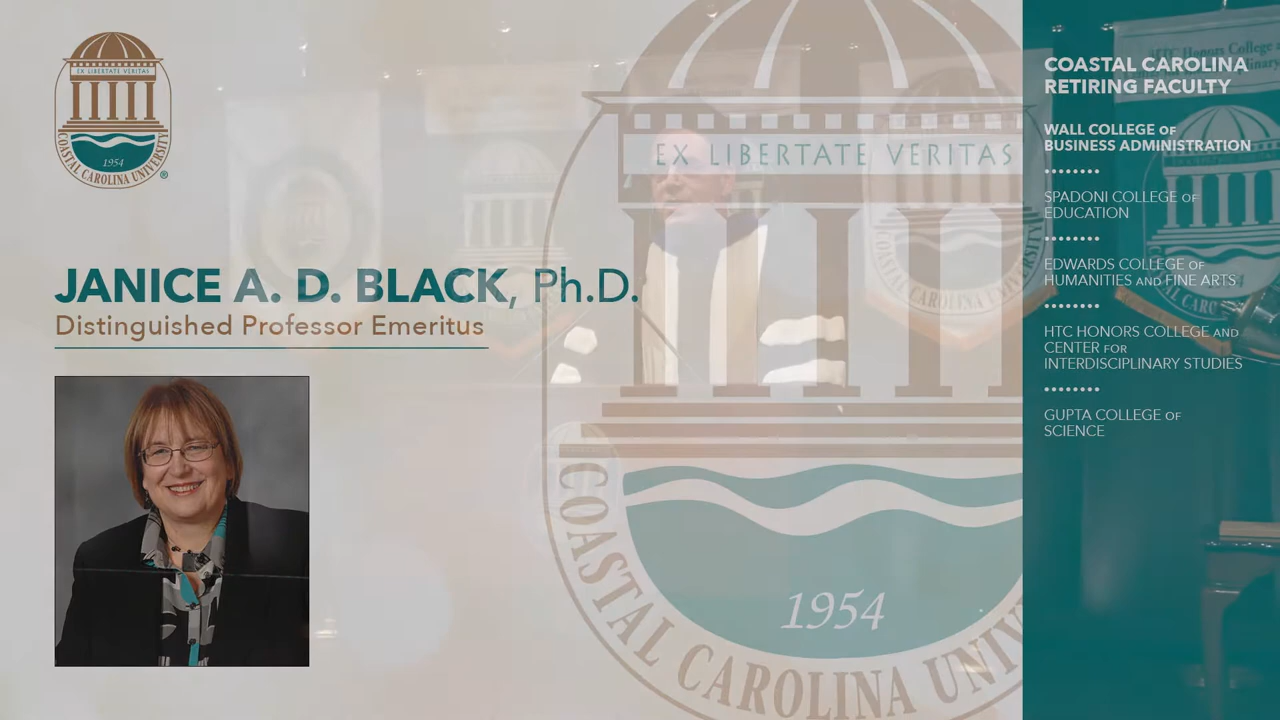 EX LIBERTATE VERITAS
COASTAL CAROLINA UNIVERSITY
1954
®
JANICE A. D. BLACK, Ph.D.
Distinguished Professor Emeritus
EX LIBERTATE VERITAS
1954
COASTAL CAROLINA UNIV
COASTAL CAROLINA
RETIRING FACULTY
WALL COLLEGE OF
BUSINESS ADMINISTRATION
SPADONI COLLEGE OF
EDUCATION
EDWARDS COLLEGE OF
HUMANITIES AND FINE ARTS
HTC HONORS COLLEGE AND
CENTER FOR
INTERDISCIPLINARY STUDIES
GUPTA COLLEGE OF
SCIENCE